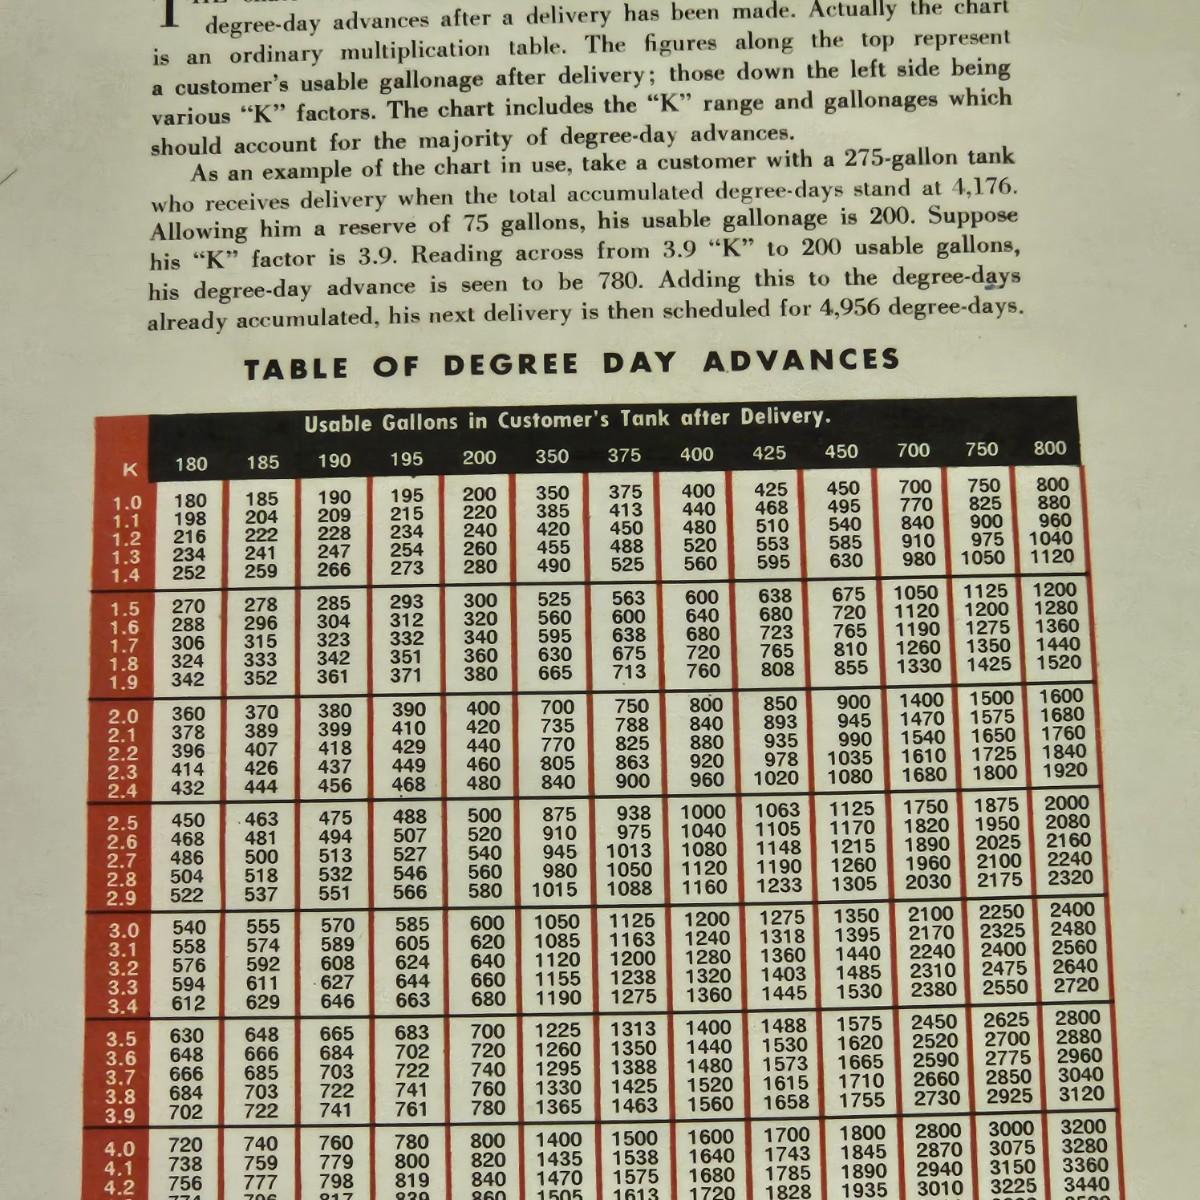 degree-day advances after a delivery has been made. Actually the chart
is an ordinary multiplication table. The figures along the top represent
a customer's usable gallonage after delivery; those down the left side being
various “K” factors. The chart includes the “K” range and gallonages which
should account for the majority of degree-day advances.
As an example of the chart in use, take a customer with a 275-gallon tank
who receives delivery when the total accumulated degree-days stand at 4,176.
Allowing him a reserve of 75 gallons, his usable gallonage is 200. Suppose
his “K” factor is 3.9. Reading across from 3.9 “K” to 200 usable gallons,
his degree-day advance is seen to be 780. Adding this to the degree-days
already accumulated, his next delivery is then scheduled for 4,956 degree-days.
TABLE OF DEGREE DAY ADVANCES
Usable Gallons in Customer's Tank after Delivery.
K 180 185 190 195 200 350 375 400 425 450 700 750 800
1.0 180 185 190 195 200 350 375 400 425 450 700 750 800
1.1 198 204 209 215 220 385 413 440 468 495 770 825 880
1.2 216 222 228 234 240 420 450 480 510 540 840 900 960
1.3 234 241 247 254 260 455 488 520 553 585 910 975 1040
1.4 252 259 266 273 280 490 525 560 595 630 980 1050 1120
1.5 270 278 285 293 300 525 563 600 638 675 1050 1125 1200
1.6 288 296 304 312 320 560 600 640 680 720 1120 1200 1280
1.7 306 315 323 332 340 595 638 680 723 765 1190 1275 1360
1.8 324 333 342 351 360 630 675 720 765 810 1260 1350 1440
1.9 342 352 361 371 380 665 713 760 808 855 1330 1425 1520
2.0 360 370 380 390 400 700 750 800 850 900 1400 1500 1600
2.1 378 389 399 410 420 735 788 840 893 945 1470 1575 1680
2.2 396 407 418 429 440 770 825 880 935 990 1540 1650 1760
2.3 414 426 437 449 460 805 863 920 978 1035 1610 1725 1840
2.4 432 444 456 468 480 840 900 960 1020 1080 1680 1800 1920
2.5 450 463 475 488 500 875 938 1000 1063 1125 1750 1875 2000
2.6 468 481 494 507 520 910 975 1040 1105 1170 1820 1950 2080
2.7 486 500 513 527 540 945 1013 1080 1148 1215 1890 2025 2160
2.8 504 518 532 546 560 980 1050 1120 1190 1260 1960 2100 2240
2.9 522 537 551 566 580 1015 1088 1160 1233 1305 2030 2175 2320
3.0 540 555 570 585 600 1050 1125 1200 1275 1350 2100 2250 2400
3.1 558 574 589 605 620 1085 1163 1240 1318 1395 2170 2325 2480
3.2 576 592 608 624 640 1120 1200 1280 1360 1440 2240 2400 2560
3.3 594 611 627 644 660 1155 1238 1320 1403 1485 2310 2475 2640
3.4 612 629 646 663 680 1190 1275 1360 1445 1530 2380 2550 2720
3.5 630 648 665 683 700 1225 1313 1400 1488 1575 2450 2625 2800
3.6 648 666 684 702 720 1260 1350 1440 1530 1620 2520 2700 2880
3.7 666 685 703 722 740 1295 1388 1480 1573 1665 2590 2775 2960
3.8 684 703 722 741 760 1330 1425 1520 1615 1710 2660 2850 3040
3.9 702 722 741 761 780 1365 1463 1560 1658 1755 2730 2925 3120
4.0 720 740 760 780 800 1400 1500 1600 1700 1800 2800 3000 3200
4.1 738 759 779 800 820 1435 1538 1640 1743 1845 2870 3075 3280
4.2 756 777 798 819 840 1470 1575 1680 1785 1890 2940 3150 3360
839 860 1505 1613 1720 1828 1935 3010 3225 3440